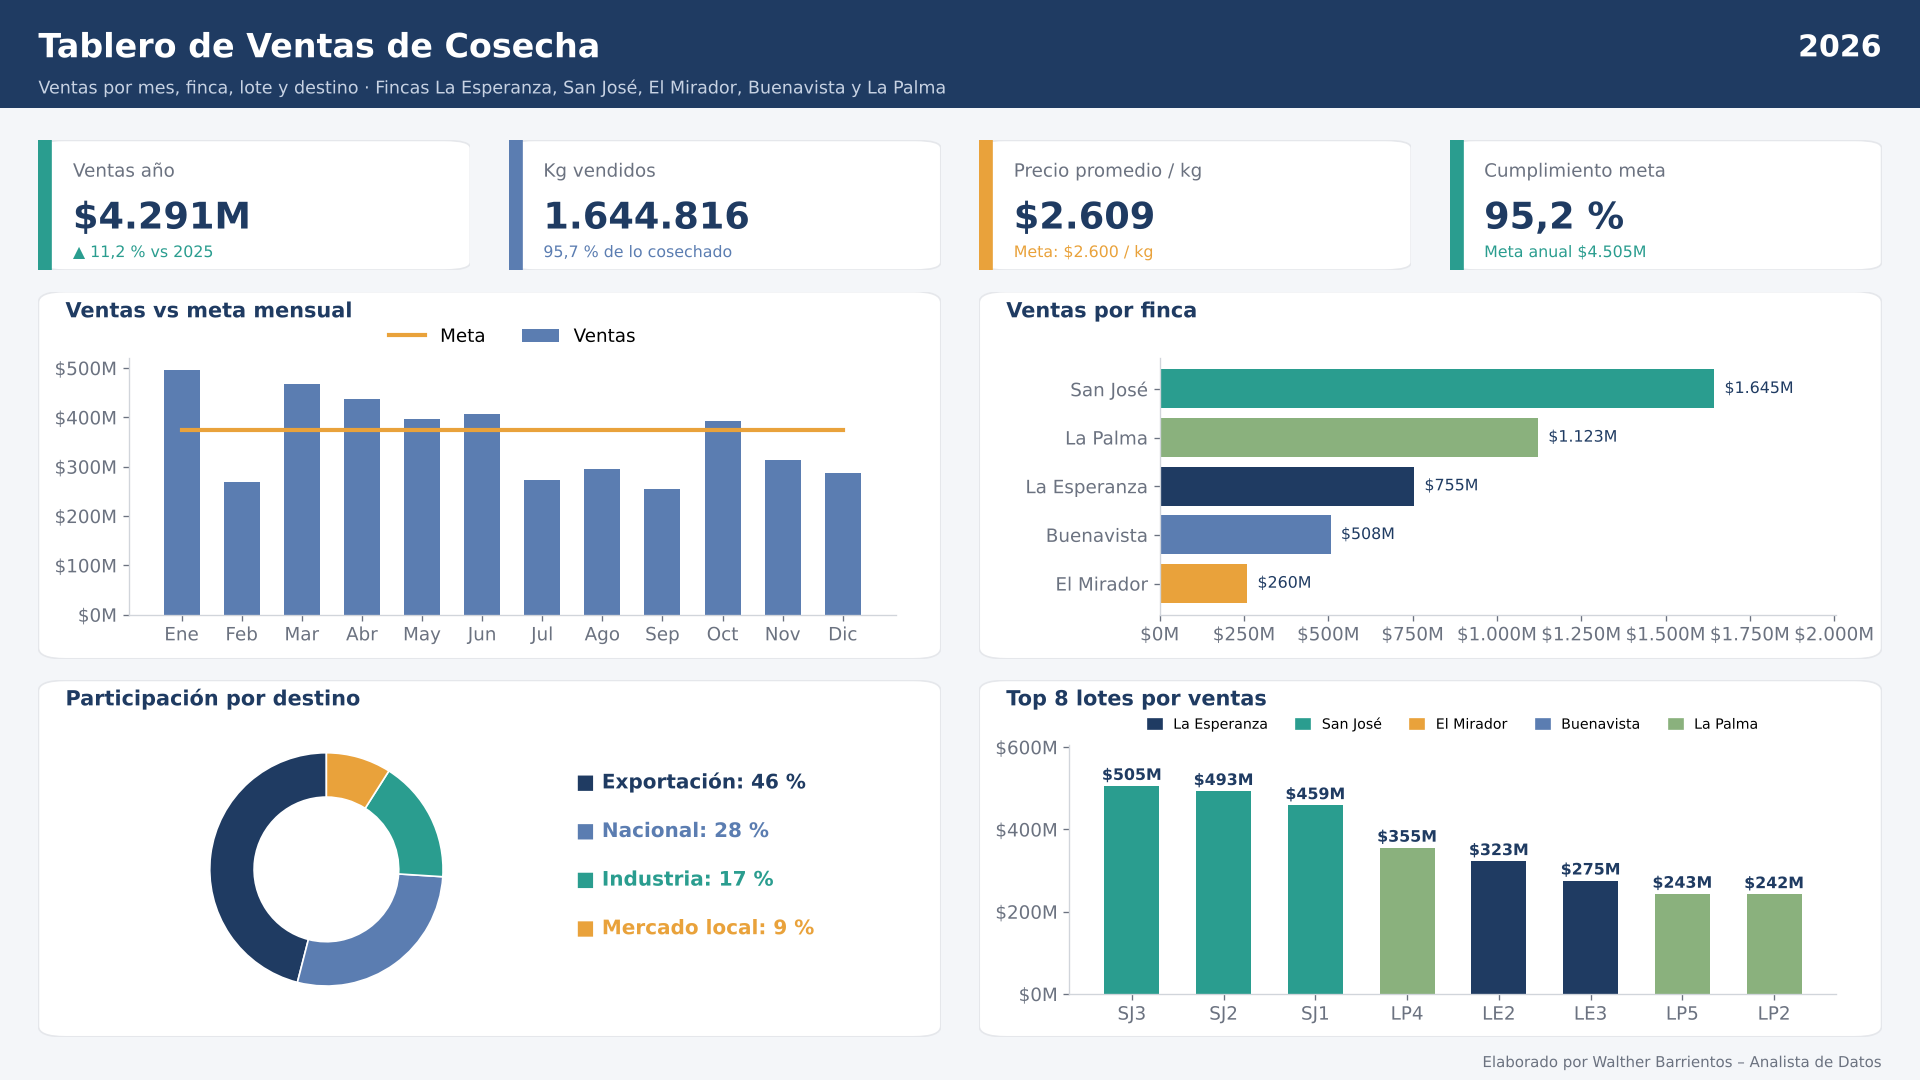 Tablero de Ventas de Cosecha
2026
Ventas por mes, finca, lote y destino · Fincas La Esperanza, San José, El Mirador, Buenavista y La Palma
Ventas año
$4.291M
▲ 11,2 % vs 2025
Kg vendidos
1.644.816
95,7 % de lo cosechado
Precio promedio / kg
$2.609
Meta: $2.600 / kg
Cumplimiento meta
95,2 %
Meta anual $4.505M
Ventas vs meta mensual
Meta Ventas
$500M
$400M
$300M
$200M
$100M
$0M
Ene Feb Mar Abr May Jun Jul Ago Sep Oct Nov Dic
Ventas por finca
San José $1.645M
La Palma $1.123M
La Esperanza $755M
Buenavista $508M
El Mirador $260M
$0M $250M $500M $750M $1.000M $1.250M $1.500M $1.750M $2.000M
Participación por destino
Exportación: 46 %
Nacional: 28 %
Industria: 17 %
Mercado local: 9 %
Top 8 lotes por ventas
La Esperanza San José El Mirador Buenavista La Palma
$600M
$400M
$200M
$0M
$505M $493M $459M $355M $323M $275M $243M $242M
SJ3 SJ2 SJ1 LP4 LE2 LE3 LP5 LP2
Elaborado por Walther Barrientos – Analista de Datos